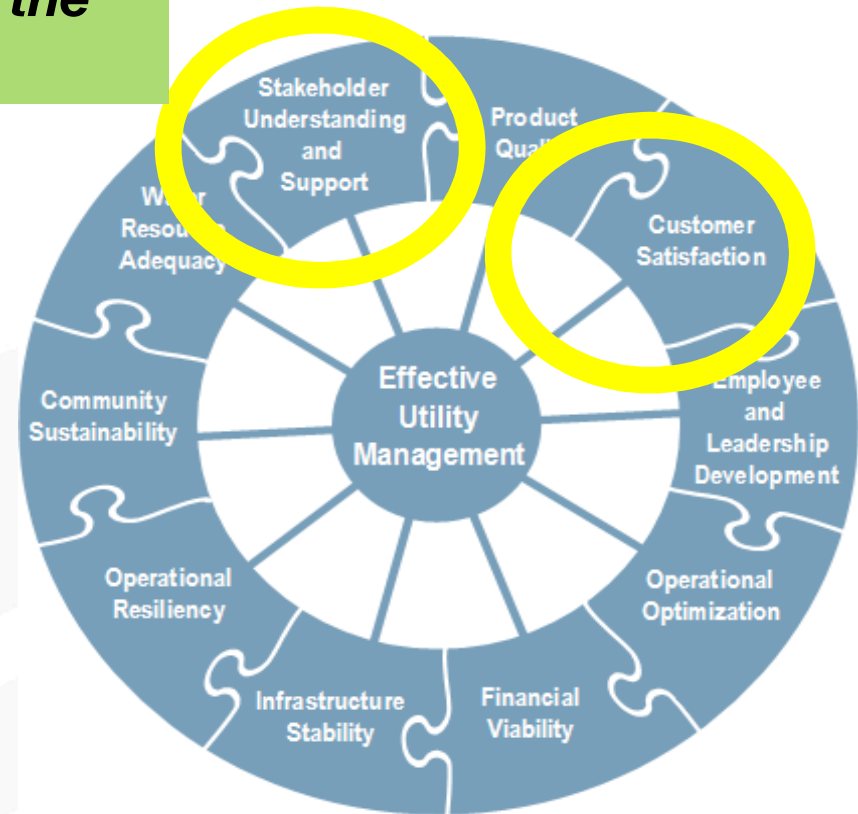 the
Stakeholder
Understanding
and
Support
Product
Customer
Satisfaction
Employee
and
Leadership
Development
Operational
Optimization
Financial
Viability
Infrastructure
Stability
Operational
Resiliency
Community
Sustainability
Adequacy
Effective
Utility
Management